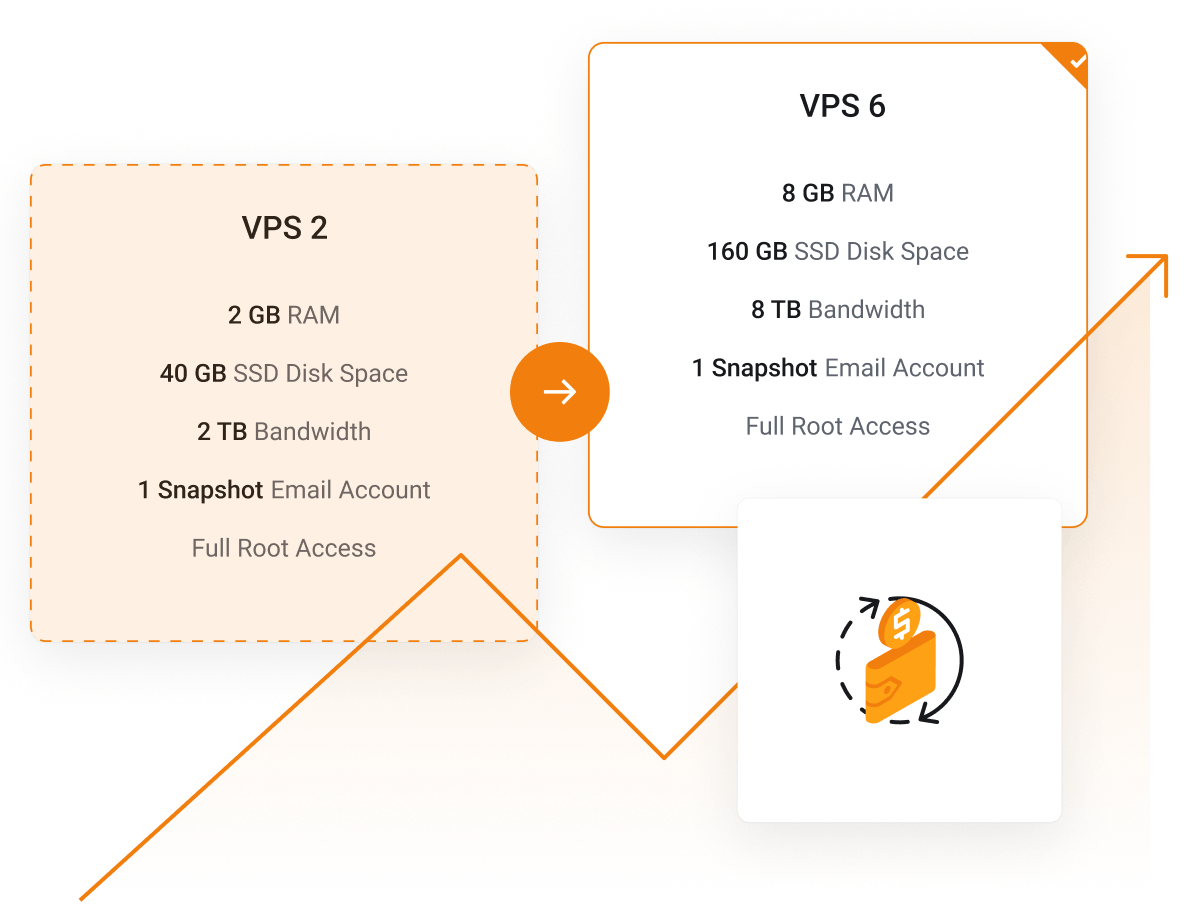 VPS 2
2 GB RAM
40 GB SSD Disk Space
2 TB Bandwidth
1 Snapshot Email Account
Full Root Access
VPS 6
8 GB RAM
160 GB SSD Disk Space
8 TB Bandwidth
1 Snapshot Email Account
Full Root Access
$